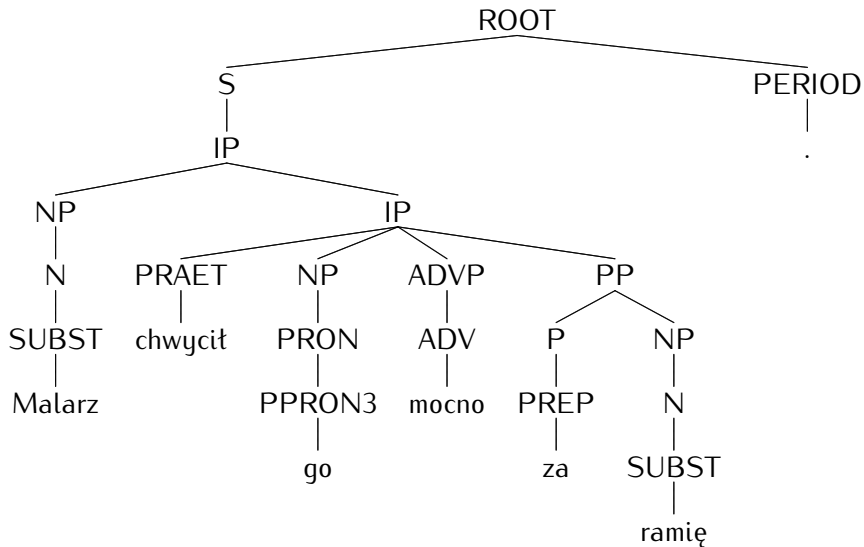 ROOT
S PERIOD
IP .
NP IP
N PRAET NP ADVP PP
SUBST chwycił PRON ADV P NP
Malarz PPRON3 mocno PREP N
go za SUBST
ramię